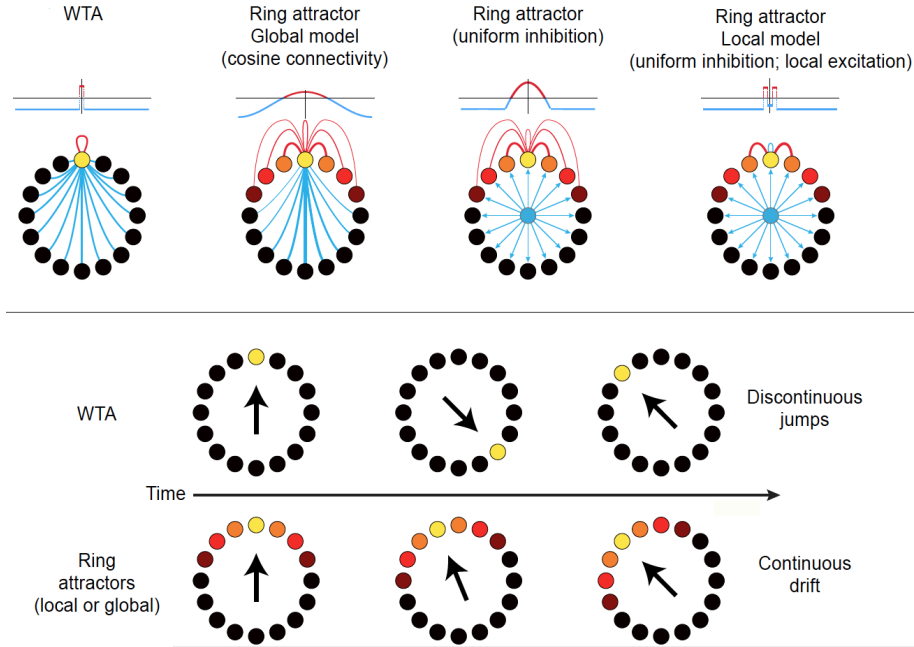 WTA
Ring attractor
Global model
(cosine connectivity)
Ring attractor
(uniform inhibition)
Ring attractor
Local model
(uniform inhibition; local excitation)
WTA
Discontinuous
jumps
Time
Ring
attractors
(local or global)
Continuous
drift